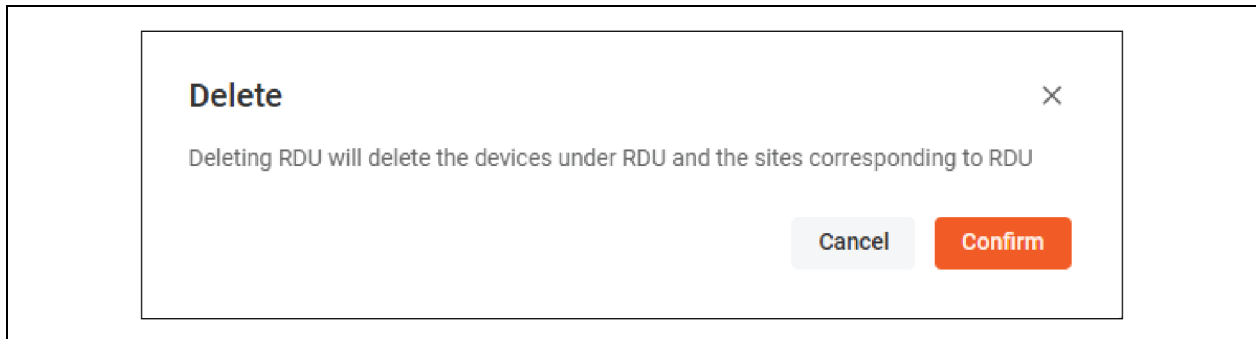 Delete
Deleting RDU will delete the devices under RDU and the sites corresponding to RDU
Cancel Confirm